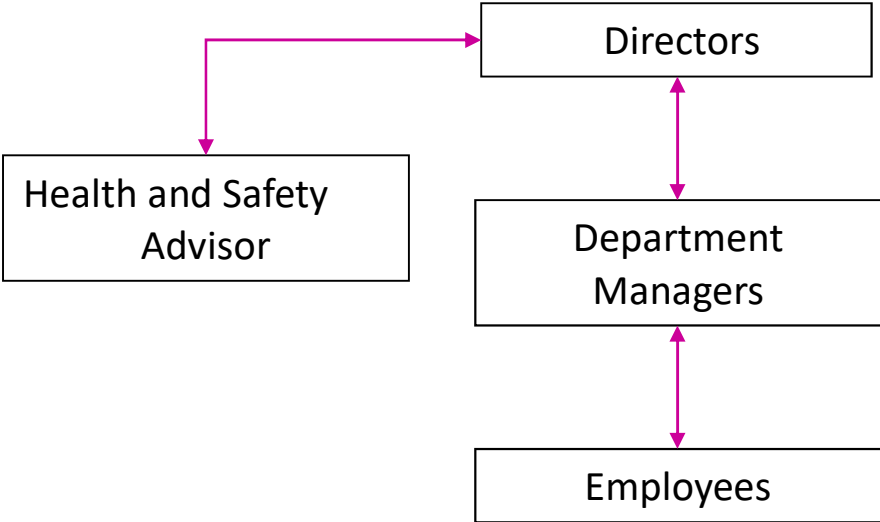 Directors
Health and Safety
Advisor
Department
Managers
Employees